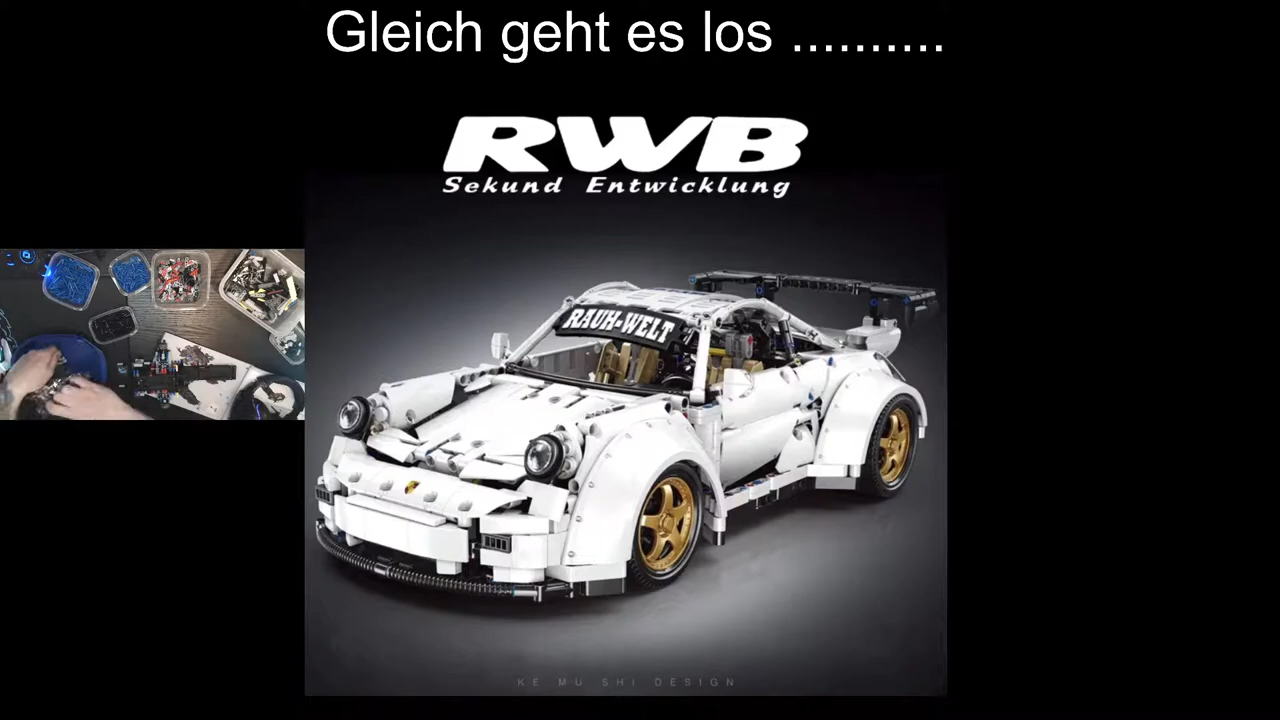 Gleich geht es los ..........
RWB
Sekund Entwicklung
RAUH-WELT
KE MU SHI DESIGN